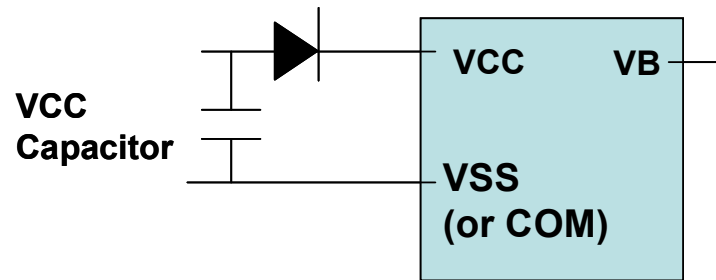 VCC
Capacitor
VCC
VB
VSS
(or COM)